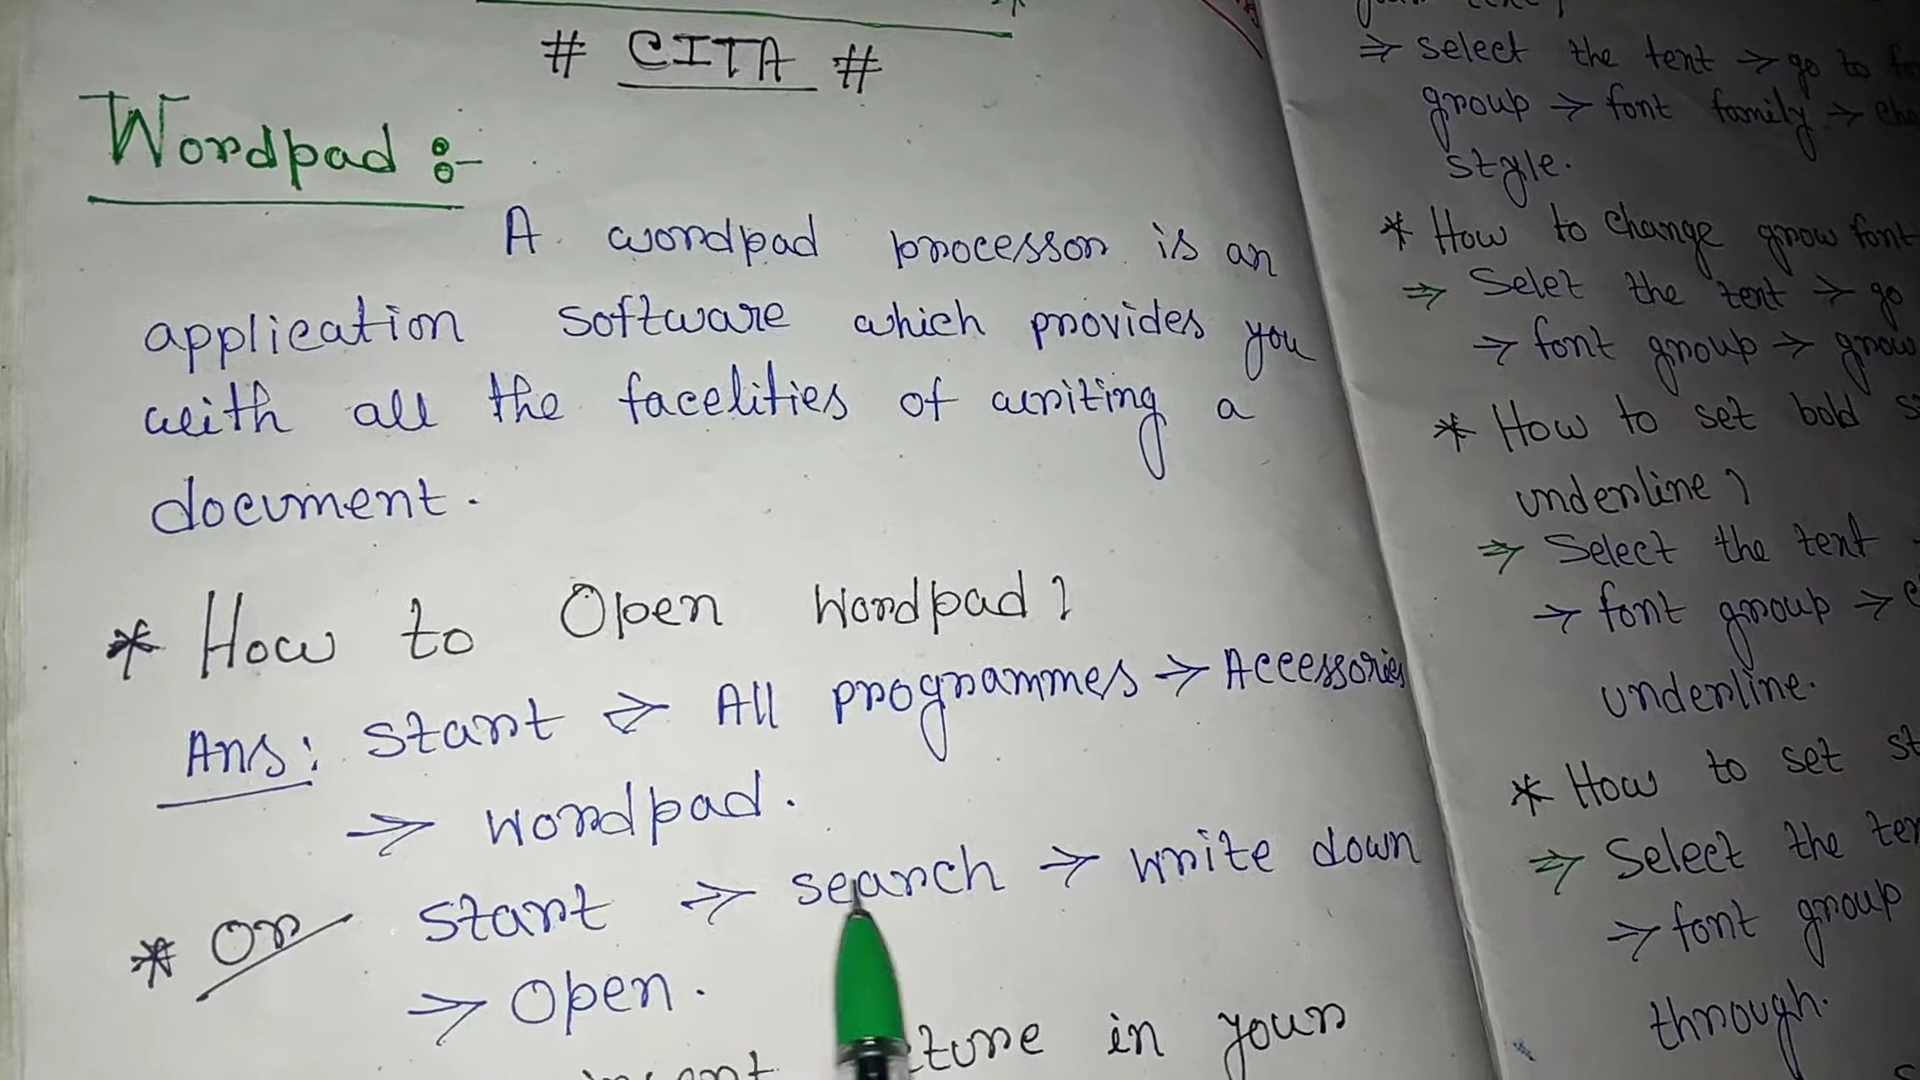 # CITA #
Wordpad :-
A wordpad processor is an
application software which provides you
with all the facelities of writing a
document.
* How to Open Wordpad?
Ans: Start → All programmes → Accessories
→ Wordpad.
* Or Start → search → write down
→ Open.
in your
⇒ select the text → go to
group → font family →
style.
* How to change grow font
⇒ Selet the text → go
→ font group → grow
* How to set bold
underline?
⇒ Select the text
→ font group →
underline.
* How to set
⇒ Select the
→ font group
through.